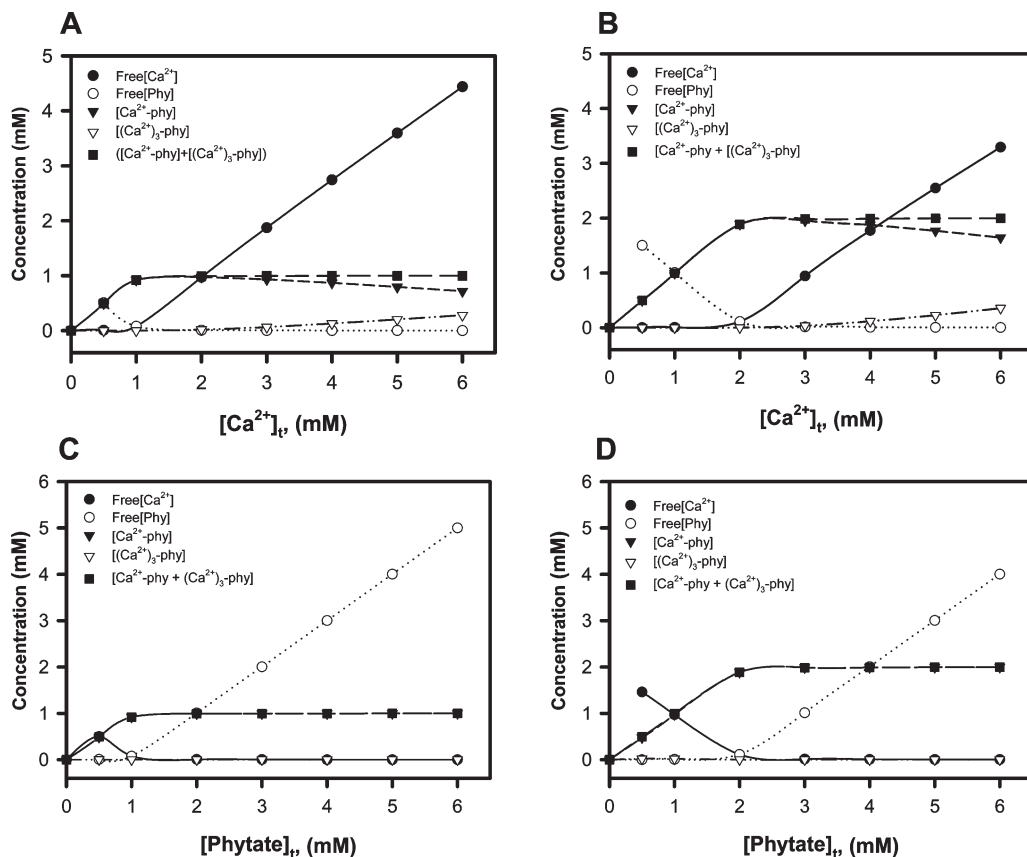 A
Concentration (mM)
5
4
3
2
1
0
Free[Ca²⁺]
Free[Phy]
[Ca²⁺-phy]
[(Ca²⁺)₃-phy]
([Ca²⁺-phy]+[(Ca²⁺)₃-phy])
0 1 2 3 4 5 6
[Ca²⁺]ₜ, (mM)
B
Concentration (mM)
5
4
3
2
1
0
Free[Ca²⁺]
Free[Phy]
[Ca²⁺-phy]
[(Ca²⁺)₃-phy]
[Ca²⁺-phy + [(Ca²⁺)₃-phy]
0 1 2 3 4 5 6
[Ca²⁺]ₜ, (mM)
C
Concentration (mM)
6
5
4
3
2
1
0
Free[Ca²⁺]
Free[Phy]
[Ca²⁺-phy]
[(Ca²⁺)₃-phy]
[Ca²⁺-phy + (Ca²⁺)₃-phy]
0 1 2 3 4 5 6
[Phytate]ₜ, (mM)
D
Concentration (mM)
6
5
4
3
2
1
0
Free[Ca²⁺]
Free[Phy]
[Ca²⁺-phy]
[(Ca²⁺)₃-phy]
[Ca²⁺-phy + (Ca²⁺)₃-phy]
0 1 2 3 4 5 6
[Phytate]ₜ, (mM)